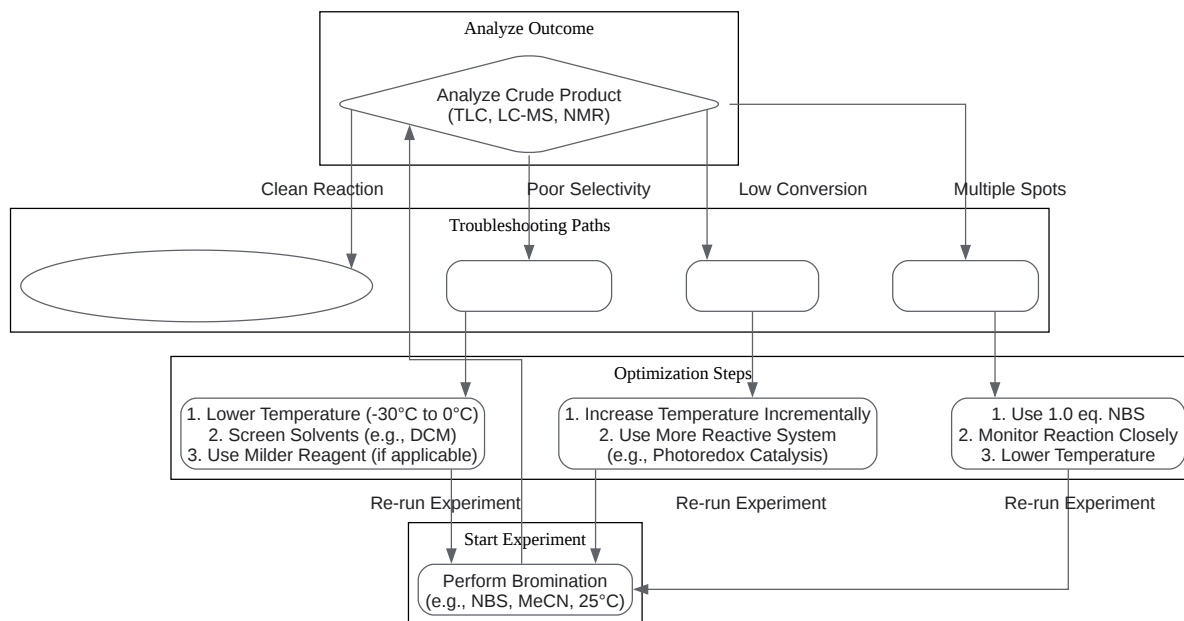 Analyze Outcome
Analyze Crude Product
(TLC, LC-MS, NMR)
Clean Reaction
Poor Selectivity
Low Conversion
Multiple Spots
Troubleshooting Paths
Optimization Steps
1. Lower Temperature (-30°C to 0°C)
2. Screen Solvents (e.g., DCM)
3. Use Milder Reagent (if applicable)
1. Increase Temperature Incrementally
2. Use More Reactive System
(e.g., Photoredox Catalysis)
1. Use 1.0 eq. NBS
2. Monitor Reaction Closely
3. Lower Temperature
Re-run Experiment
Re-run Experiment
Re-run Experiment
Start Experiment
Perform Bromination
(e.g., NBS, MeCN, 25°C)